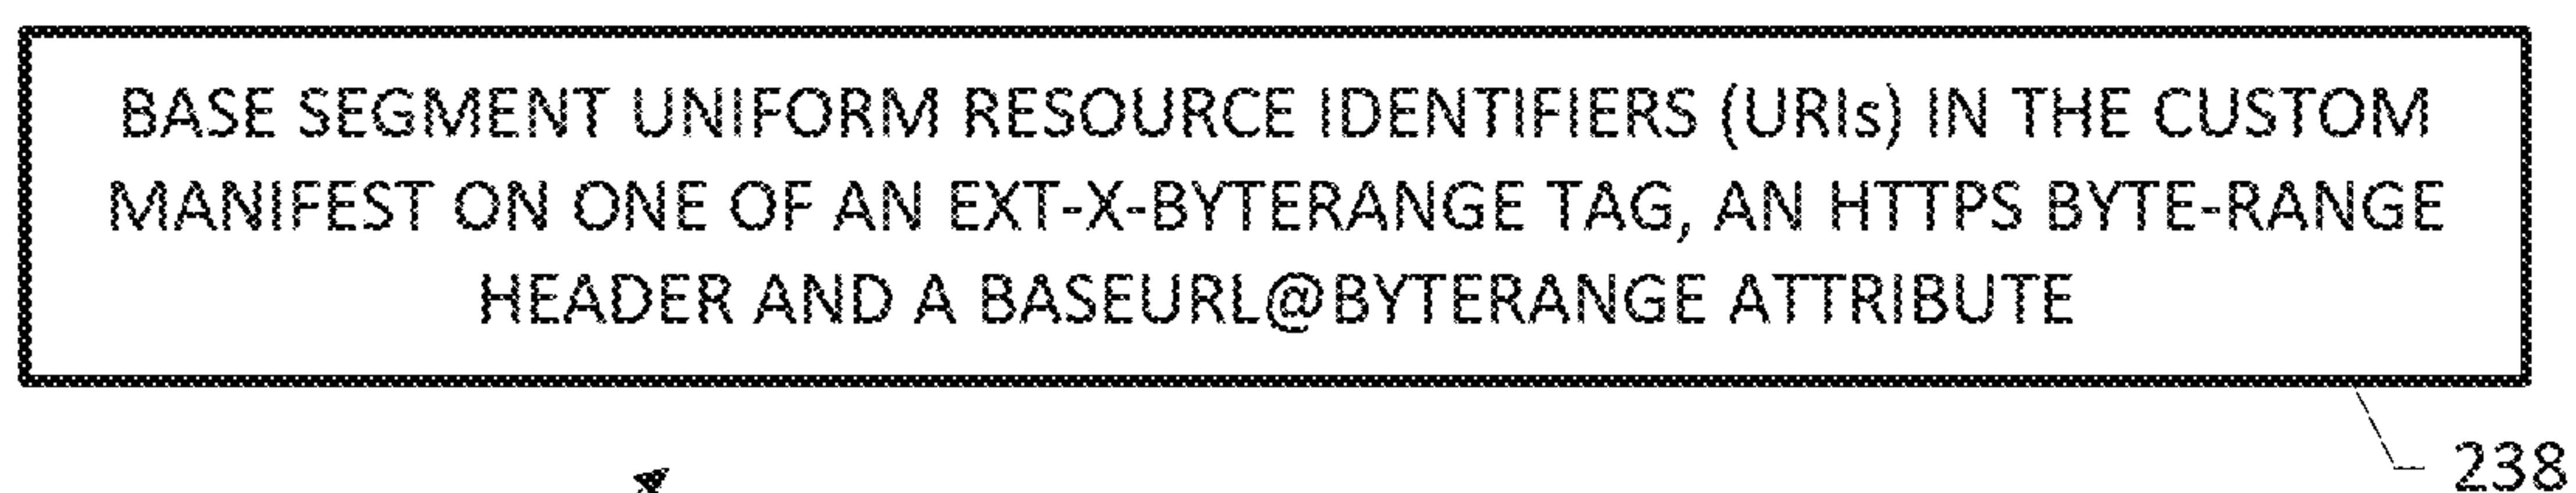 BASE SEGMENT UNIFORM RESOURCE IDENTIFIERS (URIs) IN THE CUSTOM
MANIFEST ON ONE OF AN EXT-X-BYTERANGE TAG, AN HTTPS BYTE-RANGE
HEADER AND A BASEURL@BYTERANGE ATTRIBUTE
238